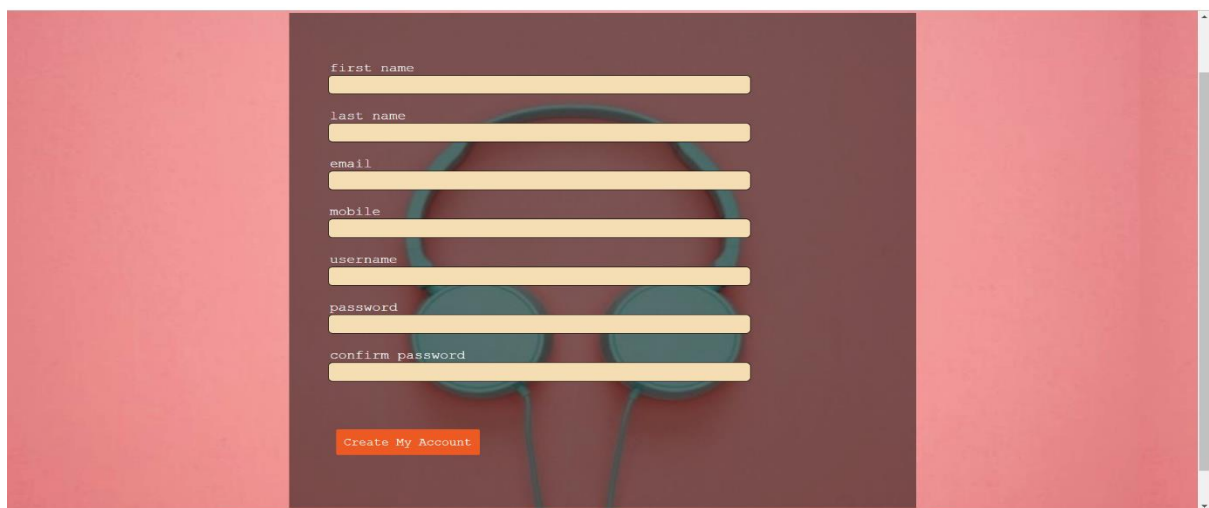 first name
last name
email
mobile
username
password
confirm password
Create My Account